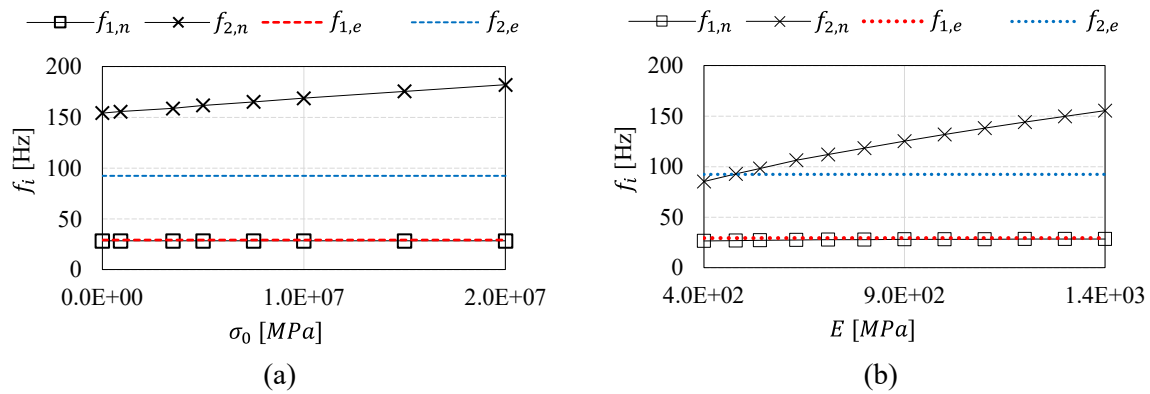 f1,n f2,n f1,e f2,e
200
150
100
50
0
fi [Hz]
0.0E+00 1.0E+07 2.0E+07
σ0 [MPa]
(a)
f1,n f2,n f1,e f2,e
200
150
100
50
0
fi [Hz]
4.0E+02 9.0E+02 1.4E+03
E [MPa]
(b)